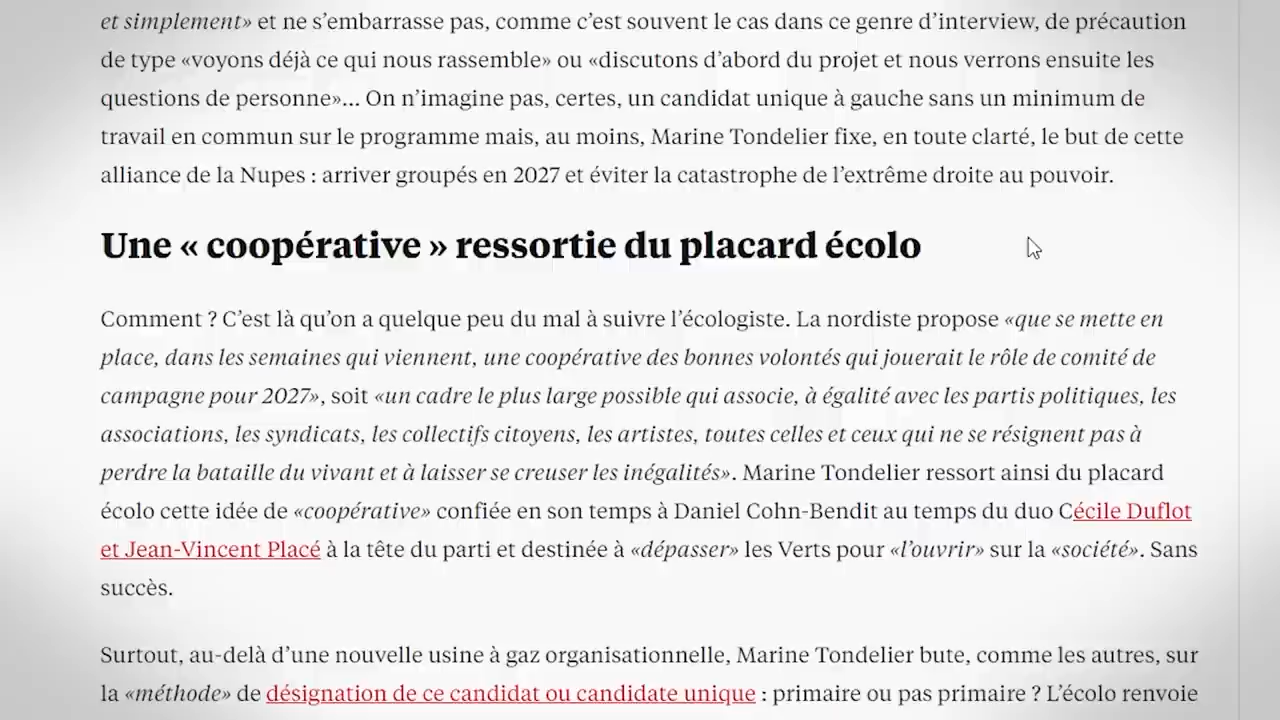 et simplement» et ne s’embarrasse pas, comme c’est souvent le cas dans ce genre d’interview, de précaution
de type «voyons déjà ce qui nous rassemble» ou «discutons d’abord du projet et nous verrons ensuite les
questions de personne»... On n’imagine pas, certes, un candidat unique à gauche sans un minimum de
travail en commun sur le programme mais, au moins, Marine Tondelier fixe, en toute clarté, le but de cette
alliance de la Nupes : arriver groupés en 2027 et éviter la catastrophe de l’extrême droite au pouvoir.
Une « coopérative » ressortie du placard écolo
Comment ? C’est là qu’on a quelque peu du mal à suivre l’écologiste. La nordiste propose «que se mette en
place, dans les semaines qui viennent, une coopérative des bonnes volontés qui jouerait le rôle de comité de
campagne pour 2027», soit «un cadre le plus large possible qui associe, à égalité avec les partis politiques, les
associations, les syndicats, les collectifs citoyens, les artistes, toutes celles et ceux qui ne se résignent pas à
perdre la bataille du vivant et à laisser se creuser les inégalités». Marine Tondelier ressort ainsi du placard
écolo cette idée de «coopérative» confiée en son temps à Daniel Cohn-Bendit au temps du duo Cécile Duflot
et Jean-Vincent Placé à la tête du parti et destinée à «dépasser» les Verts pour «l’ouvrir» sur la «société». Sans
succès.
Surtout, au-delà d’une nouvelle usine à gaz organisationnelle, Marine Tondelier bute, comme les autres, sur
la «méthode» de désignation de ce candidat ou candidate unique : primaire ou pas primaire ? L’écolo renvoie